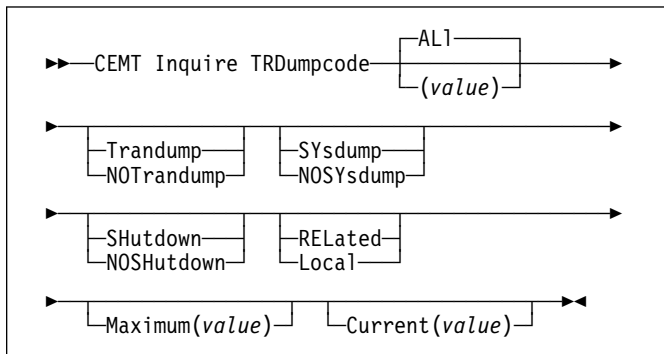 ALl
CEMT Inquire TRDumpcode
(value)
Trandump SYsdump
NOTrandump NOSYsdump
SHutdown RELated
NOSHutdown Local
Maximum(value) Current(value)